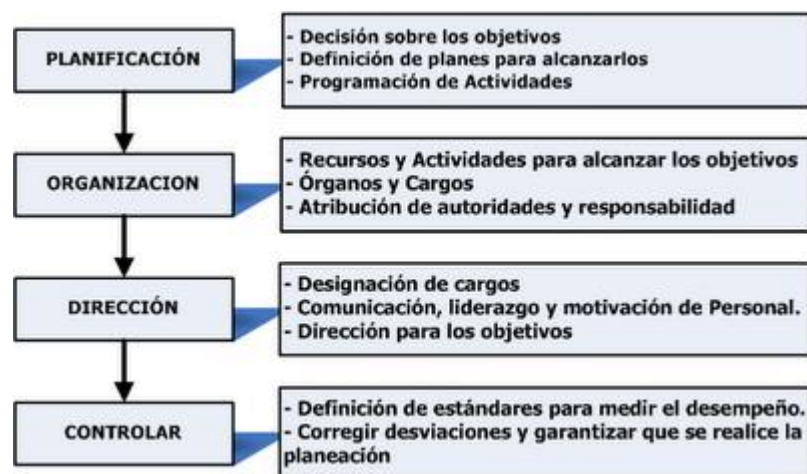 PLANIFICACIÓN
- Decisión sobre los objetivos
- Definición de planes para alcanzarlos
- Programación de Actividades
ORGANIZACION
- Recursos y Actividades para alcanzar los objetivos
- Órganos y Cargos
- Atribución de autoridades y responsabilidad
DIRECCIÓN
- Designación de cargos
- Comunicación, liderazgo y motivación de Personal.
- Dirección para los objetivos
CONTROLAR
- Definición de estándares para medir el desempeño.
- Corregir desviaciones y garantizar que se realice la
planeación